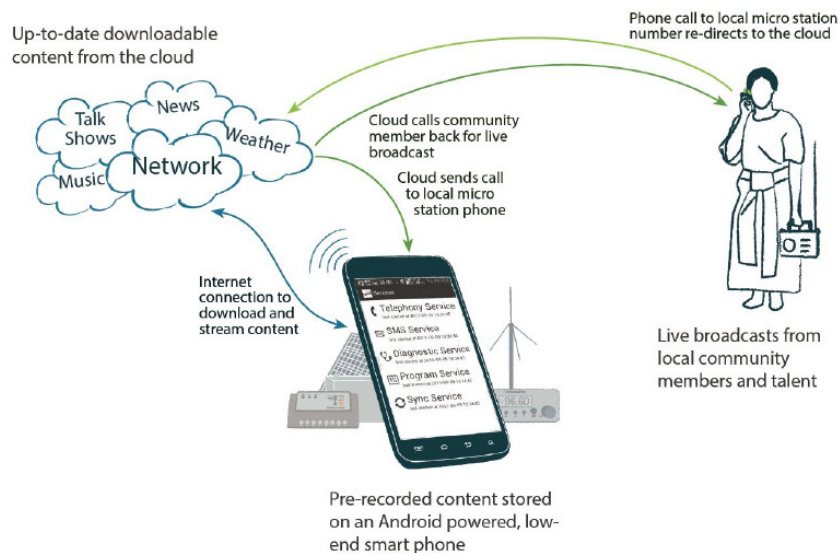 Up-to-date downloadable
content from the cloud
Phone call to local micro station
number re-directs to the cloud
News
Talk
Shows
Weather
Network
Music
Cloud calls community
member back for live
broadcast
Cloud sends call
to local micro
station phone
Internet
connection to
download and
stream content
Services
Telephony Service
SMS Service
Diagnostic Service
Program Service
Sync Service
96.60
Live broadcasts from
local community
members and talent
Pre-recorded content stored
on an Android powered, low-
end smart phone